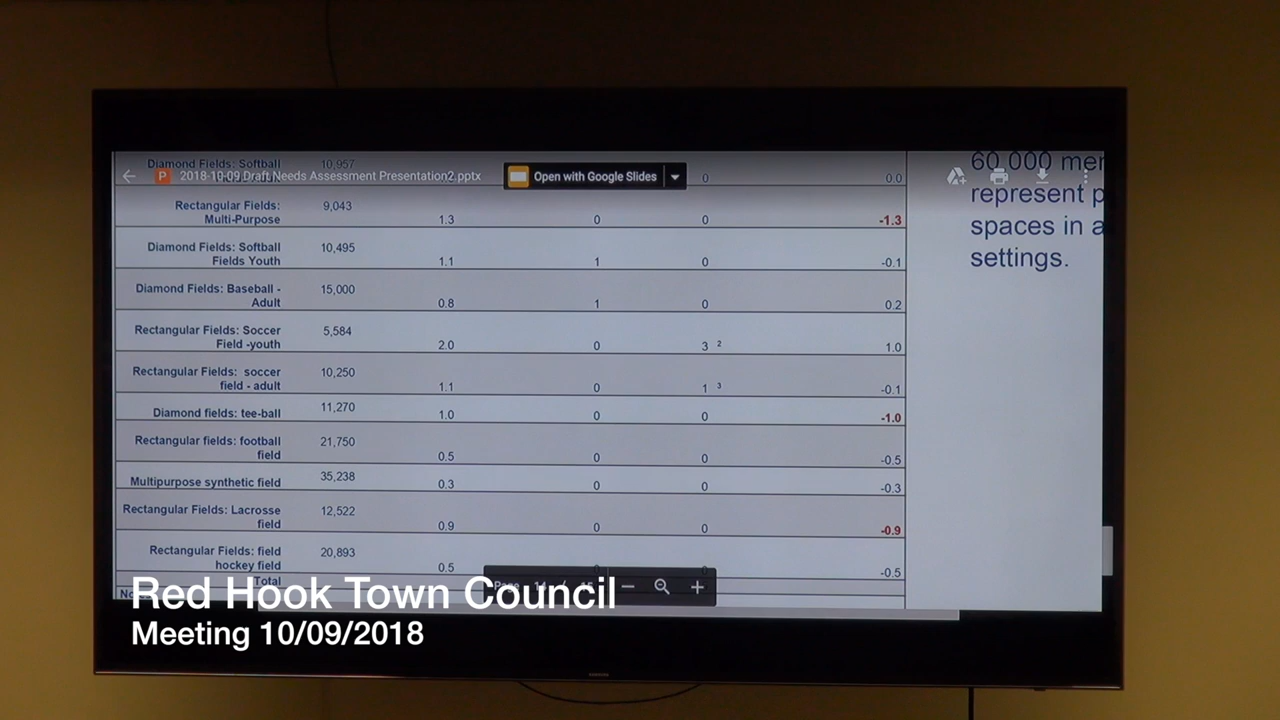 Diamond Fields: Softball 10,957
2018-10-09 Draft Needs Assessment Presentation2.pptx
Open with Google Slides
0 0.0
60,000 mer
represent p
spaces in a
settings.
Rectangular Fields: 9,043
Multi-Purpose 1.3 0 0 -1.3
Diamond Fields: Softball 10,495
Fields Youth 1.1 1 0 -0.1
Diamond Fields: Baseball - 15,000
Adult 0.8 1 0 0.2
Rectangular Fields: Soccer 5,584
Field -youth 2.0 0 3 2 1.0
Rectangular Fields: soccer 10,250
field - adult 1.1 0 1 3 -0.1
Diamond fields: tee-ball 11,270 1.0 0 0 -1.0
Rectangular fields: football 21,750
field 0.5 0 0 -0.5
Multipurpose synthetic field 35,238 0.3 0 0 -0.3
Rectangular Fields: Lacrosse 12,522
field 0.9 0 0 -0.9
Rectangular Fields: field 20,893
hockey field 0.5 0 0 -0.5
Total
Page
Red Hook Town Council
Meeting 10/09/2018
SAMSUNG